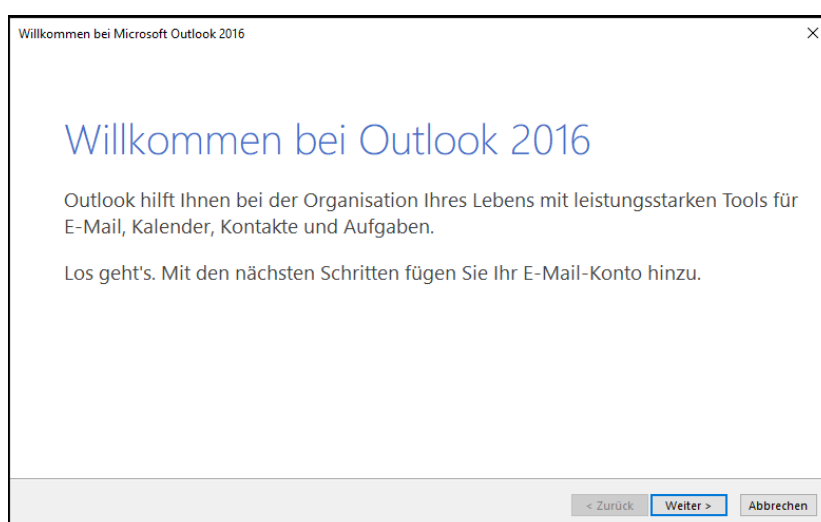 Willkommen bei Microsoft Outlook 2016
Willkommen bei Outlook 2016
Outlook hilft Ihnen bei der Organisation Ihres Lebens mit leistungsstarken Tools für
E-Mail, Kalender, Kontakte und Aufgaben.
Los geht's. Mit den nächsten Schritten fügen Sie Ihr E-Mail-Konto hinzu.
< Zurück Weiter > Abbrechen